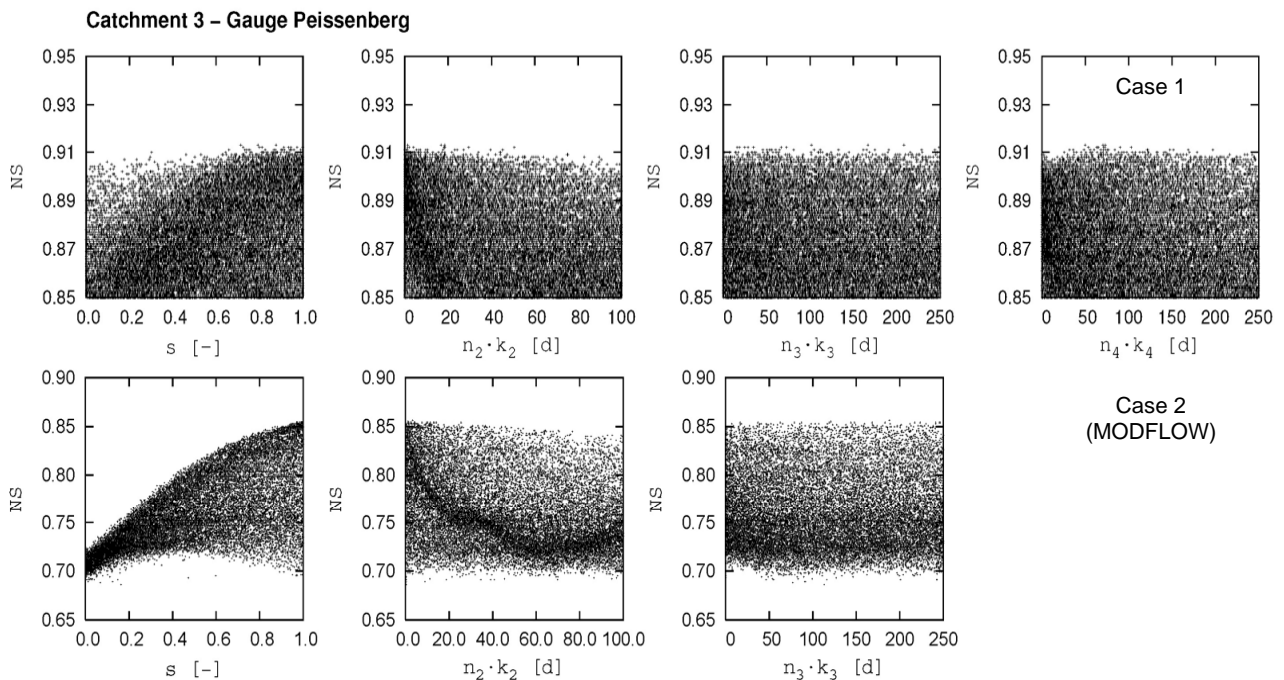 Catchment 3 – Gauge Peissenberg
0.95
0.93
0.91
0.89
0.87
0.85
NS
0.0 0.2 0.4 0.6 0.8 1.0
s [-]
0.95
0.93
0.91
0.89
0.87
0.85
NS
0 20 40 60 80 100
n2·k2 [d]
0.95
0.93
0.91
0.89
0.87
0.85
NS
0 50 100 150 200 250
n3·k3 [d]
0.95
0.93
0.91
0.89
0.87
0.85
NS
Case 1
0 50 100 150 200 250
n4·k4 [d]
0.90
0.85
0.80
0.75
0.70
0.65
NS
0.0 0.2 0.4 0.6 0.8 1.0
s [-]
0.90
0.85
0.80
0.75
0.70
0.65
NS
0.0 20.0 40.0 60.0 80.0 100.0
n2·k2 [d]
0.90
0.85
0.80
0.75
0.70
0.65
NS
0 50 100 150 200 250
n3·k3 [d]
Case 2
(MODFLOW)